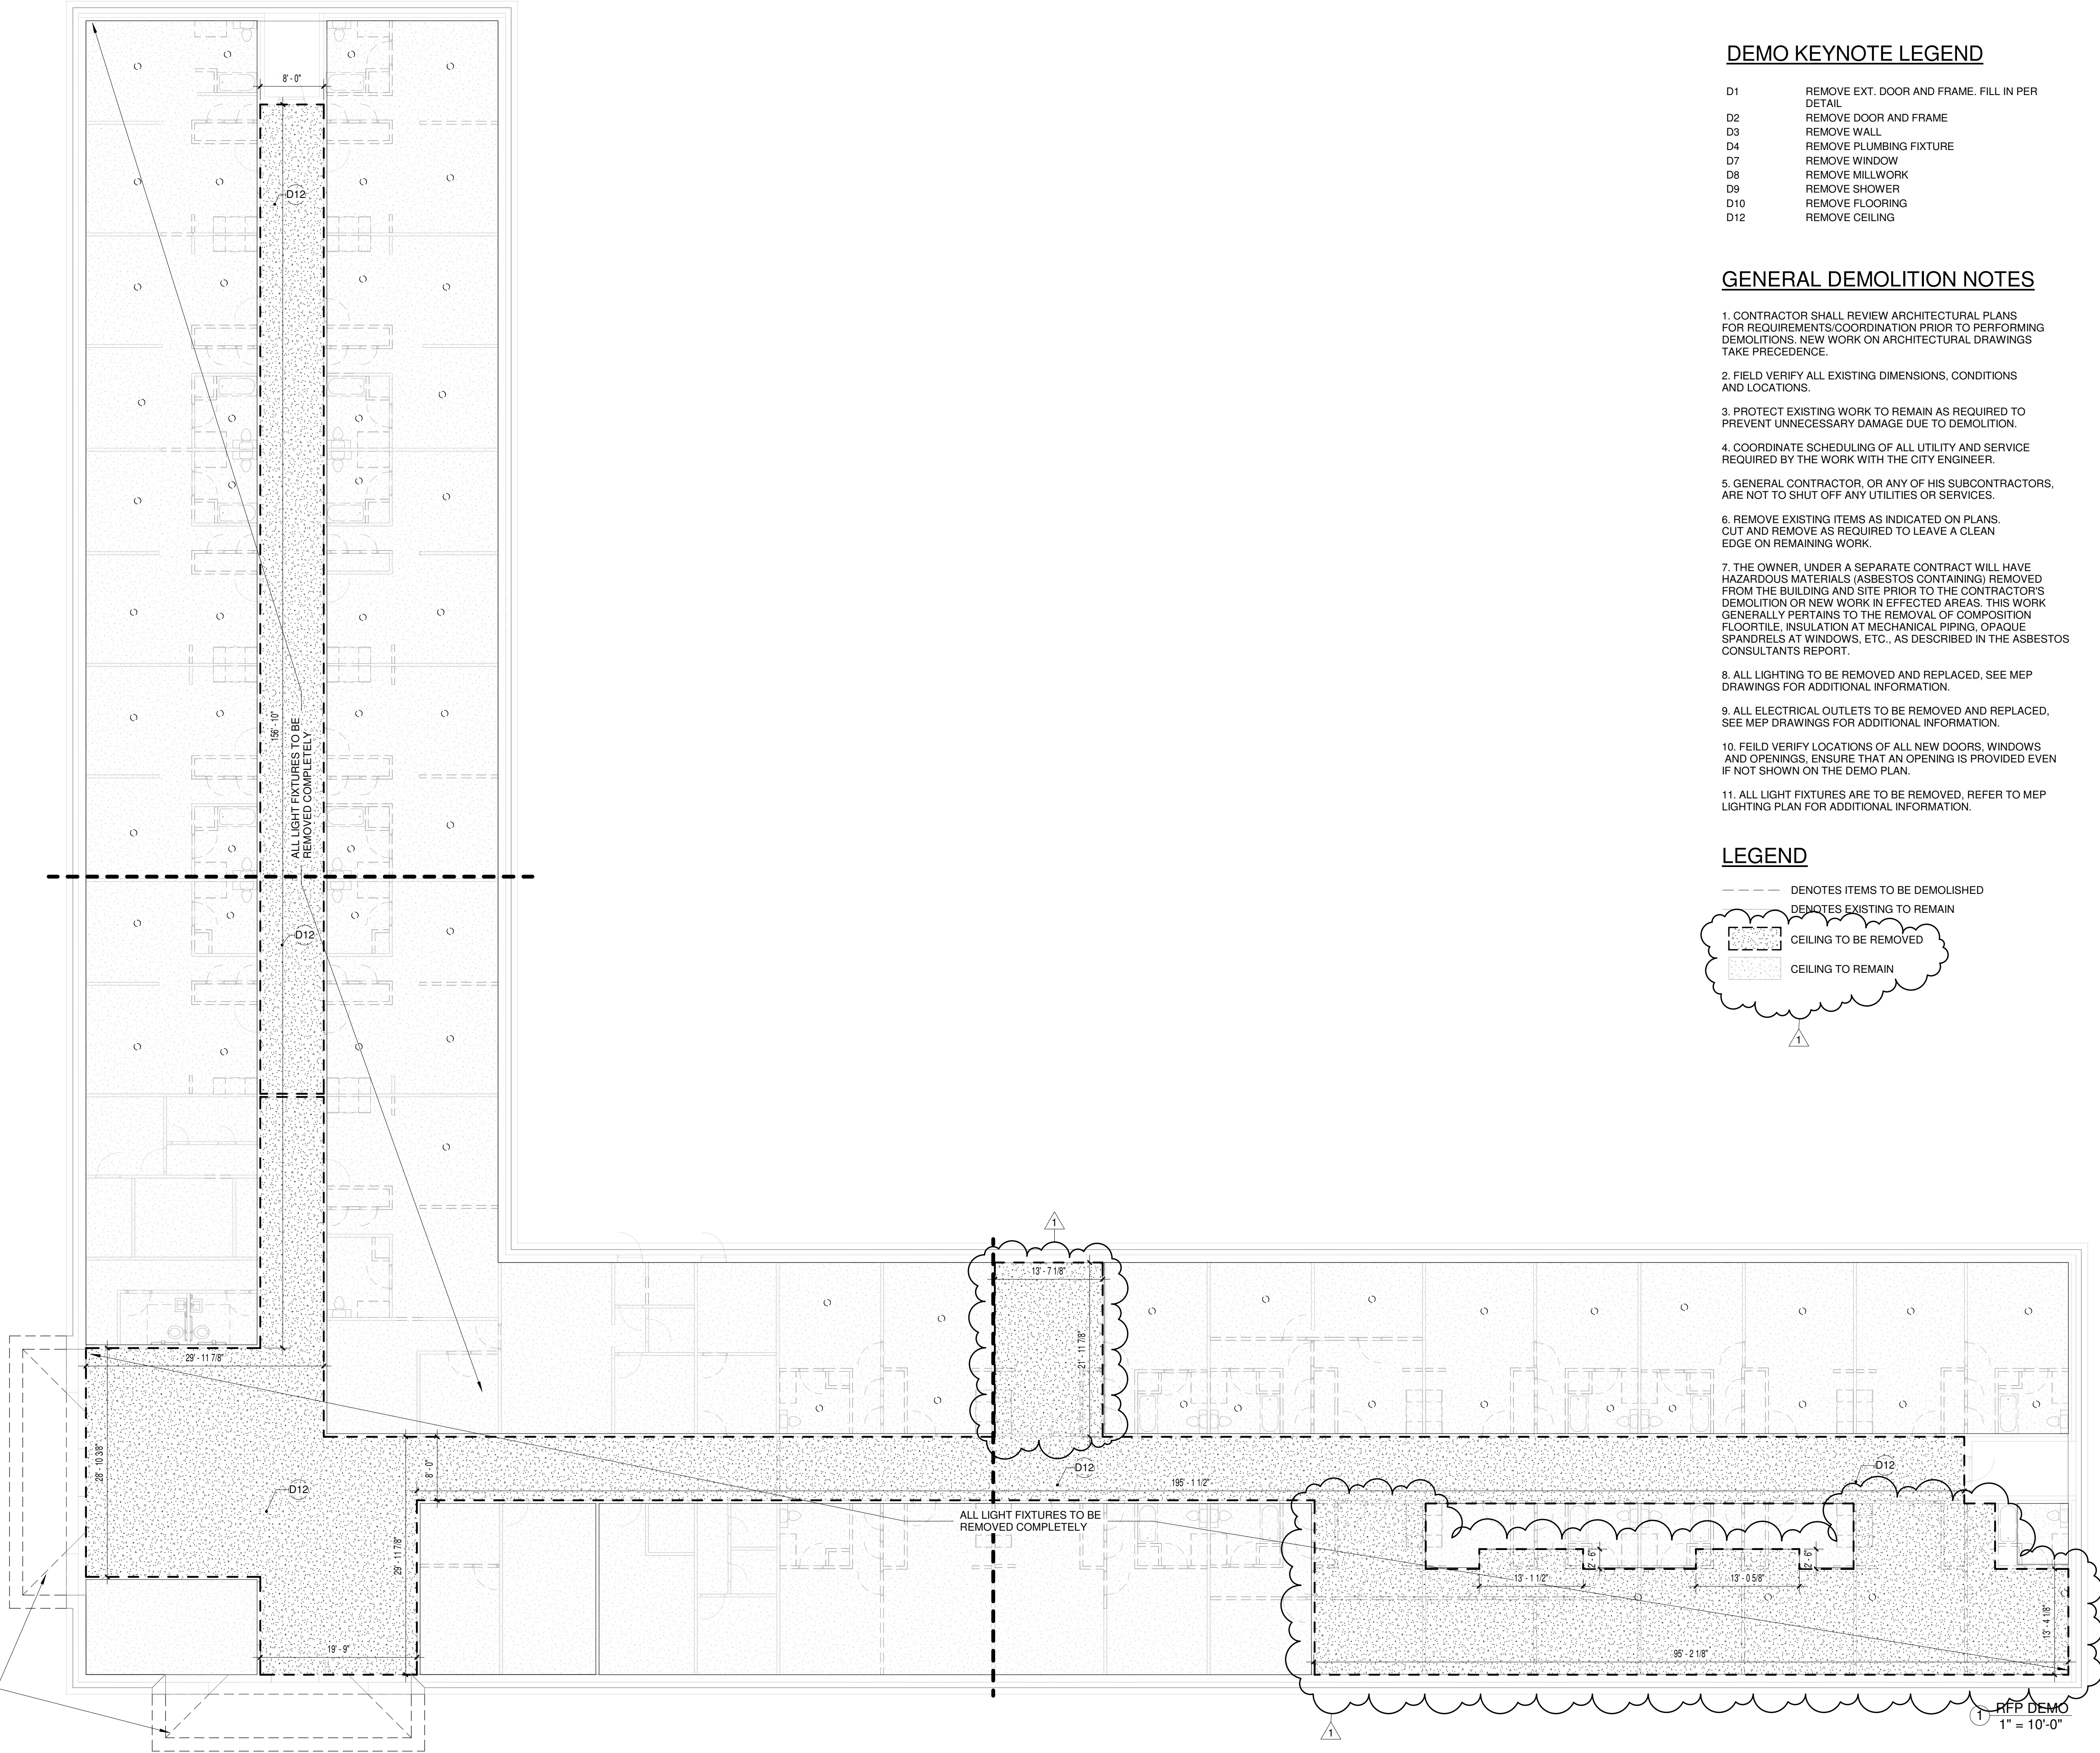 DEMO KEYNOTE LEGEND
D1 REMOVE EXT. DOOR AND FRAME. FILL IN PER
DETAIL
D2 REMOVE DOOR AND FRAME
D3 REMOVE WALL
D4 REMOVE PLUMBING FIXTURE
D7 REMOVE WINDOW
D8 REMOVE MILLWORK
D9 REMOVE SHOWER
D10 REMOVE FLOORING
D12 REMOVE CEILING
GENERAL DEMOLITION NOTES
1. CONTRACTOR SHALL REVIEW ARCHITECTURAL PLANS
FOR REQUIREMENTS/COORDINATION PRIOR TO PERFORMING
DEMOLITIONS. NEW WORK ON ARCHITECTURAL DRAWINGS
TAKE PRECEDENCE.
2. FIELD VERIFY ALL EXISTING DIMENSIONS, CONDITIONS
AND LOCATIONS.
3. PROTECT EXISTING WORK TO REMAIN AS REQUIRED TO
PREVENT UNNECESSARY DAMAGE DUE TO DEMOLITION.
4. COORDINATE SCHEDULING OF ALL UTILITY AND SERVICE
REQUIRED BY THE WORK WITH THE CITY ENGINEER.
5. GENERAL CONTRACTOR, OR ANY OF HIS SUBCONTRACTORS,
ARE NOT TO SHUT OFF ANY UTILITIES OR SERVICES.
6. REMOVE EXISTING ITEMS AS INDICATED ON PLANS.
CUT AND REMOVE AS REQUIRED TO LEAVE A CLEAN
EDGE ON REMAINING WORK.
7. THE OWNER, UNDER A SEPARATE CONTRACT WILL HAVE
HAZARDOUS MATERIALS (ASBESTOS CONTAINING) REMOVED
FROM THE BUILDING AND SITE PRIOR TO THE CONTRACTOR'S
DEMOLITION OR NEW WORK IN EFFECTED AREAS. THIS WORK
GENERALLY PERTAINS TO THE REMOVAL OF COMPOSITION
FLOORTILE, INSULATION AT MECHANICAL PIPING, OPAQUE
SPANDRELS AT WINDOWS, ETC., AS DESCRIBED IN THE ASBESTOS
CONSULTANTS REPORT.
8. ALL LIGHTING TO BE REMOVED AND REPLACED, SEE MEP
DRAWINGS FOR ADDITIONAL INFORMATION.
9. ALL ELECTRICAL OUTLETS TO BE REMOVED AND REPLACED,
SEE MEP DRAWINGS FOR ADDITIONAL INFORMATION.
10. FEILD VERIFY LOCATIONS OF ALL NEW DOORS, WINDOWS
AND OPENINGS, ENSURE THAT AN OPENING IS PROVIDED EVEN
IF NOT SHOWN ON THE DEMO PLAN.
11. ALL LIGHT FIXTURES ARE TO BE REMOVED, REFER TO MEP
LIGHTING PLAN FOR ADDITIONAL INFORMATION.
LEGEND
DENOTES ITEMS TO BE DEMOLISHED
DENOTES EXISTING TO REMAIN
CEILING TO BE REMOVED
CEILING TO REMAIN
1
8' - 0"
D12
156' - 10"
ALL LIGHT FIXTURES TO BE
REMOVED COMPLETELY
D12
1
13' - 7 1/8"
21' - 11 7/8"
29' - 11 7/8"
28' - 10 3/8"
8' - 0"
D12
D12
D12
195' - 1 1/2"
ALL LIGHT FIXTURES TO BE
REMOVED COMPLETELY
29' - 11 7/8"
2' - 6"
2' - 6"
13' - 1 1/2"
13' - 0 5/8"
13' - 4 1/8"
19' - 9"
95' - 2 1/8"
1
1 RFP DEMO
1" = 10'-0"